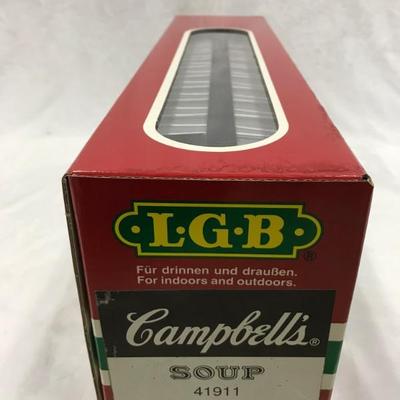 L·G·B ®
Für drinnen und draußen.
For indoors and outdoors.
Campbell's ®
SOUP
41911